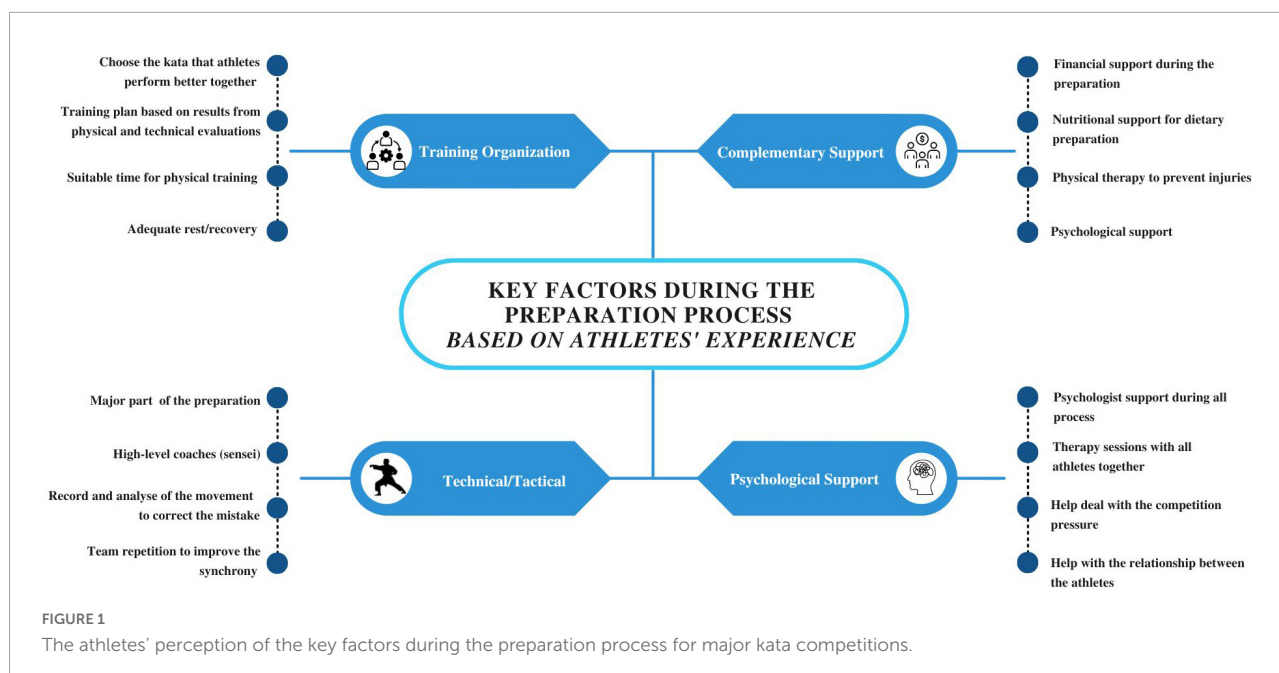 Choose the kata that athletes
perform better together
Training plan based on results from
physical and technical evaluations
Suitable time for physical training
Adequate rest/recovery
Training Organization
Complementary Support
$
Financial support during the
preparation
Nutritional support for dietary
preparation
Physical therapy to prevent injuries
Psychological support
KEY FACTORS DURING THE
PREPARATION PROCESS
BASED ON ATHLETES' EXPERIENCE
Major part of the preparation
High-level coaches (sensei)
Record and analyse of the movement
to correct the mistake
Team repetition to improve the
synchrony
Technical/Tactical
Psychological Support
Psychologist support during all
process
Therapy sessions with all
athletes together
Help deal with the competition
pressure
Help with the relationship between
the athletes
FIGURE 1
The athletes’ perception of the key factors during the preparation process for major kata competitions.